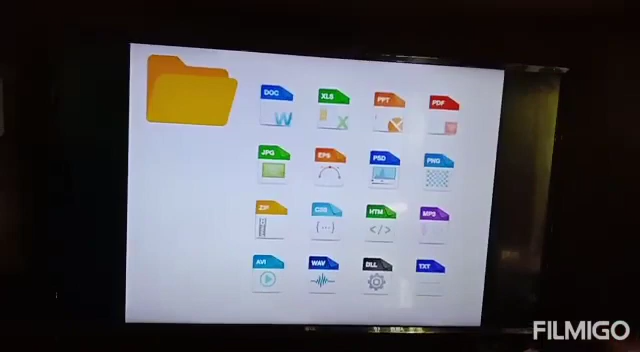 DOC XLS PPT PDF
JPG EPS PSD PNG
ZIP CSS HTM MP3
AVI WAV DLL TXT
FILMIGO